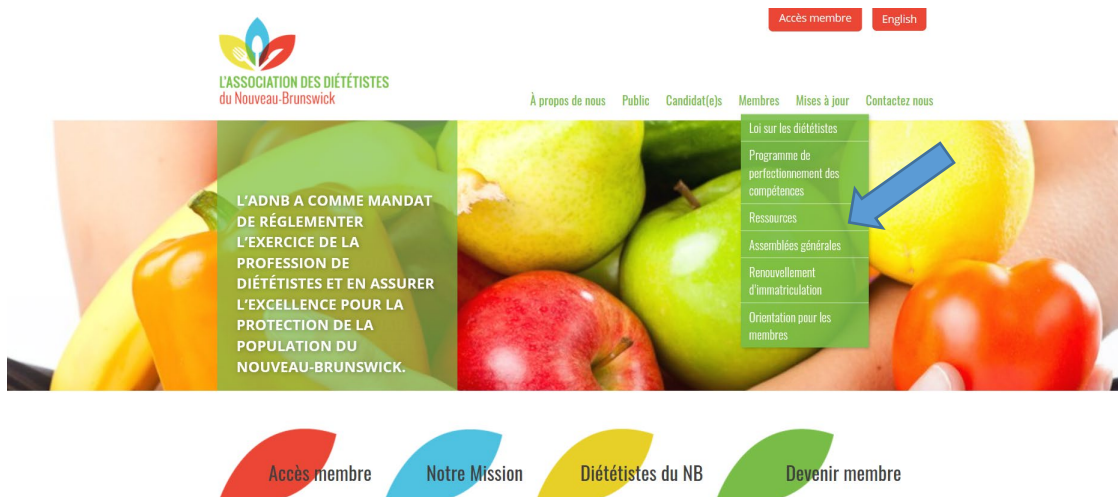 Accès membre English
L'ASSOCIATION DES DIÉTÉTISTES
du Nouveau-Brunswick
À propos de nous Public Candidat(e)s Membres Mises à jour Contactez nous
Loi sur les diététistes
Programme de
perfectionnement des
compétences
Ressources
Assemblées générales
Renouvellement
d'immatriculation
Orientation pour les
membres
L'ADNB A COMME MANDAT
DE RÉGLEMENTER
L'EXERCICE DE LA
PROFESSION DE
DIÉTÉTISTES ET EN ASSURER
L'EXCELLENCE POUR LA
PROTECTION DE LA
POPULATION DU
NOUVEAU-BRUNSWICK.
Accès membre Notre Mission Diététistes du NB Devenir membre